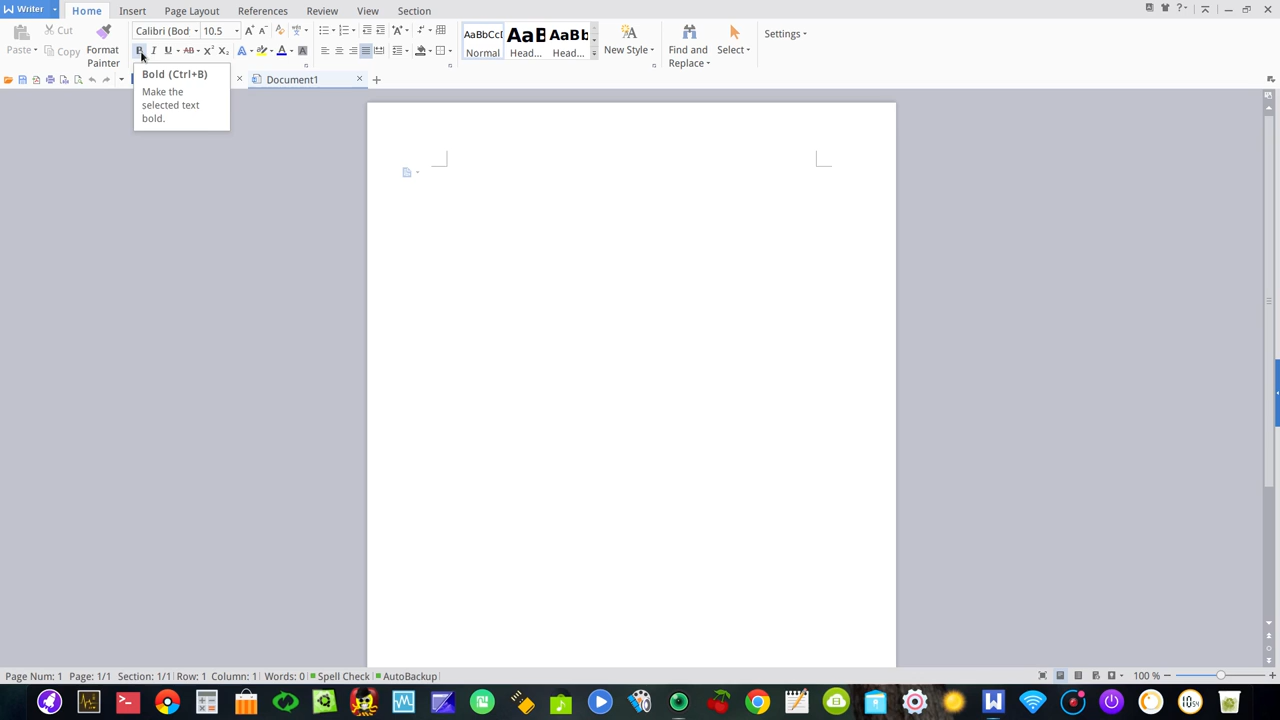 Writer
Home
Insert
Page Layout
References
Review
View
Section
Paste
Cut
Copy
Format
Painter
Calibri (Bod
10.5
AaBbCcI
Normal
AaB
Head...
AaBb
Head...
New Style
Find and
Replace
Select
Settings
Document1
Bold (Ctrl+B)
Make the
selected text
bold.
Page Num: 1 Page: 1/1 Section: 1/1 Row: 1 Column: 1 Words: 0 Spell Check AutoBackup
100 %